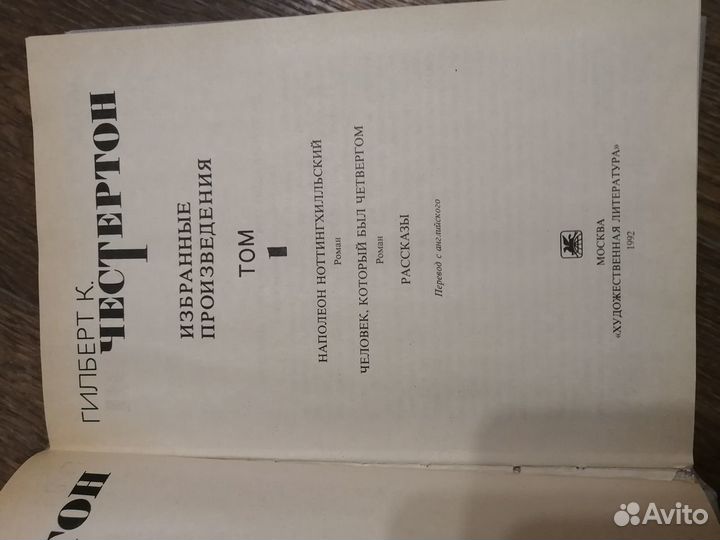 ГИЛБЕРТ К.
ЧЕСТЕРТОН
ИЗБРАННЫЕ
ПРОИЗВЕДЕНИЯ
ТОМ
1
НАПОЛЕОН НОТТИНГХИЛЛЬСКИЙ
Роман
ЧЕЛОВЕК, КОТОРЫЙ БЫЛ ЧЕТВЕРГОМ
Роман
РАССКАЗЫ
Перевод с английского
МОСКВА
«ХУДОЖЕСТВЕННАЯ ЛИТЕРАТУРА»
1992
ТОН
Avito